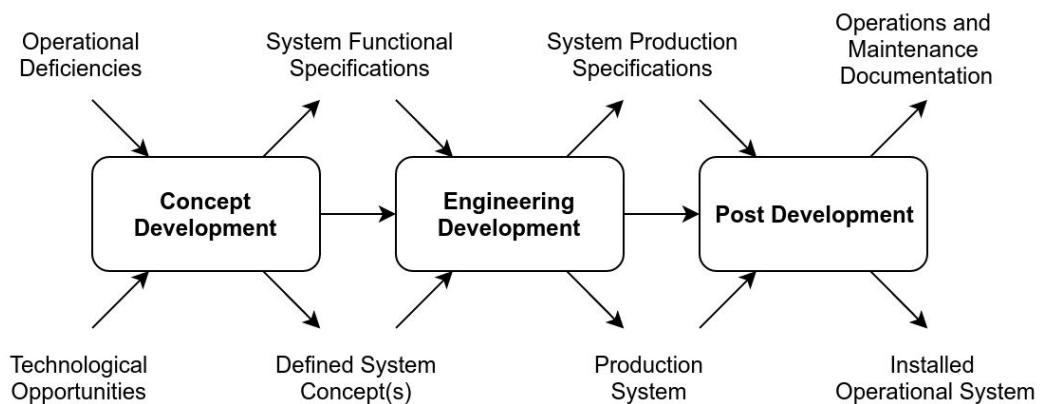 Operational
Deficiencies
System Functional
Specifications
System Production
Specifications
Operations and
Maintenance
Documentation
Concept
Development
Engineering
Development
Post Development
Technological
Opportunities
Defined System
Concept(s)
Production
System
Installed
Operational System